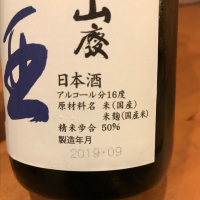 山廃
日本酒
アルコール分16度
原材料名 米(国産)
米麹(国産米)
精米歩合 50%
製造年月
2019・09